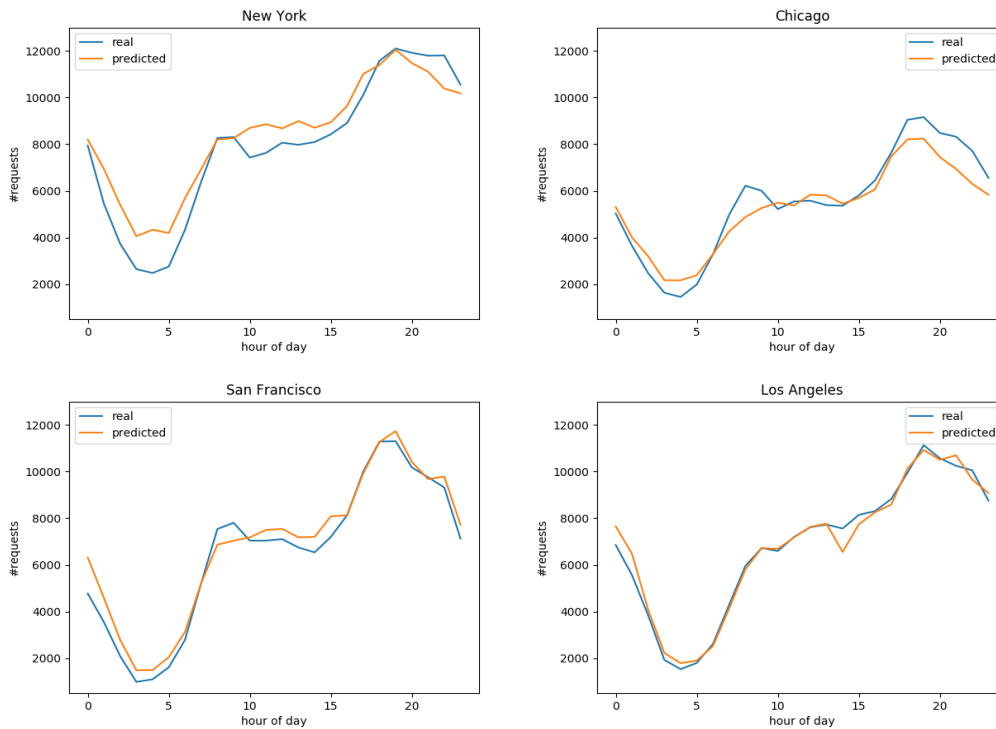 New York
real
predicted
12000
10000
8000
6000
4000
2000
#requests
0 5 10 15 20
hour of day
Chicago
real
predicted
12000
10000
8000
6000
4000
2000
#requests
0 5 10 15 20
hour of day
San Francisco
real
predicted
12000
10000
8000
6000
4000
2000
#requests
0 5 10 15 20
hour of day
Los Angeles
real
predicted
12000
10000
8000
6000
4000
2000
#requests
0 5 10 15 20
hour of day